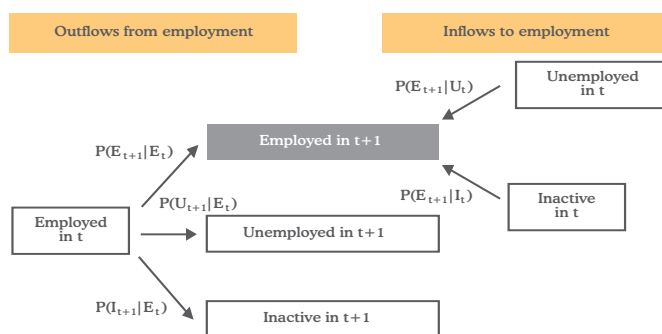 Outflows from employment
Inflows to employment
Unemployed
in t
P(Eₜ₊₁|Uₜ)
Employed in t+1
P(Eₜ₊₁|Eₜ)
P(Eₜ₊₁|Iₜ)
Inactive
in t
P(Uₜ₊₁|Eₜ)
Employed
in t
Unemployed in t+1
P(Iₜ₊₁|Eₜ)
Inactive in t+1